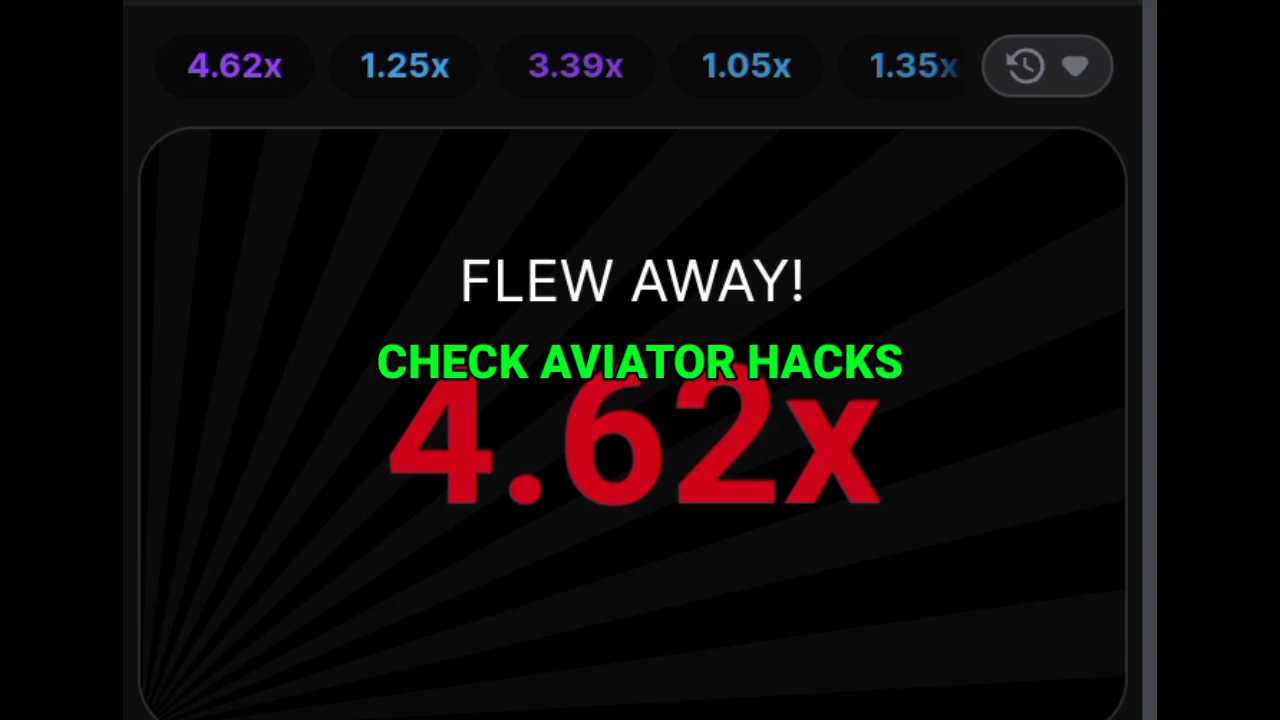 4.62x 1.25x 3.39x 1.05x 1.35x
FLEW AWAY!
CHECK AVIATOR HACKS
4.62x